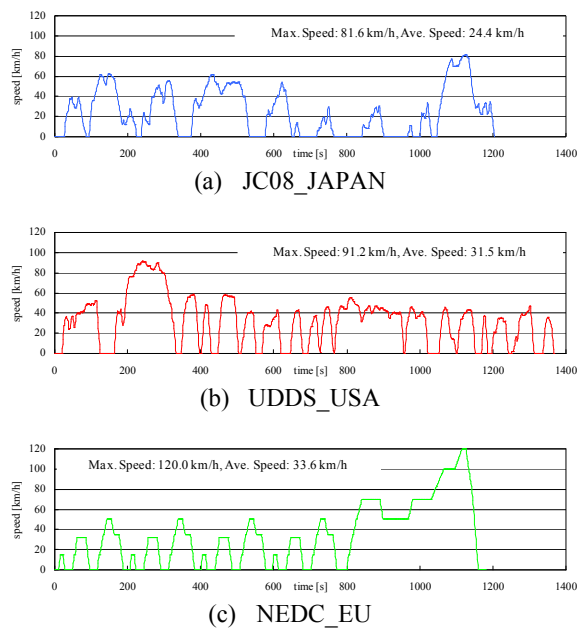 120
Max. Speed: 81.6 km/h, Ave. Speed: 24.4 km/h
100
80
60
40
20
0
speed [km/h]
0 200 400 600 800 1000 1200 1400
time [s]
(a) JC08_JAPAN
120
Max. Speed: 91.2 km/h, Ave. Speed: 31.5 km/h
100
80
60
40
20
0
speed [km/h]
0 200 400 600 800 1000 1200 1400
time [s]
(b) UDDS_USA
120
Max. Speed: 120.0 km/h, Ave. Speed: 33.6 km/h
100
80
60
40
20
0
speed [km/h]
0 200 400 600 800 1000 1200 1400
time [s]
(c) NEDC_EU